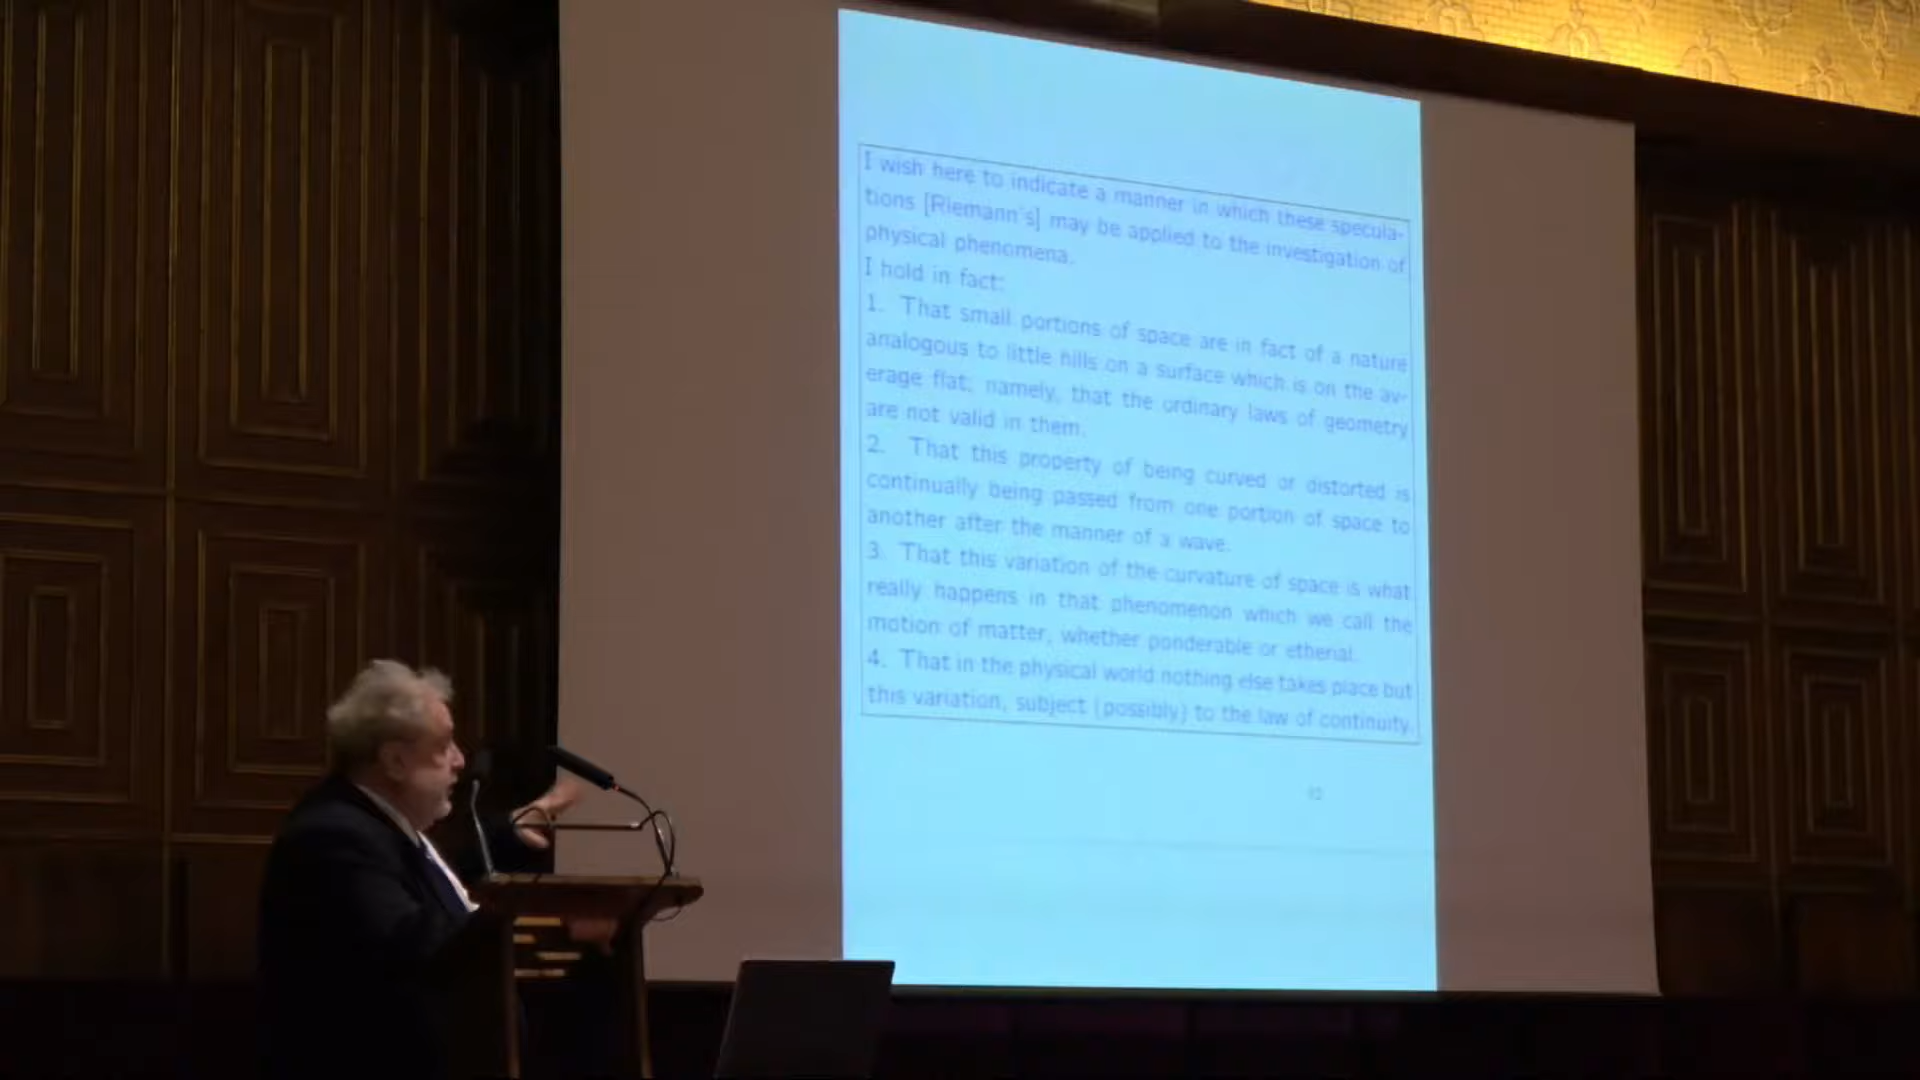 I wish here to indicate a manner in which these specula-
tions [Riemann's] may be applied to the investigation of
physical phenomena.
I hold in fact:
1. That small portions of space are in fact of a nature
analogous to little hills on a surface which is on the av-
erage flat; namely, that the ordinary laws of geometry
are not valid in them.
2. That this property of being curved or distorted is
continually being passed from one portion of space to
another after the manner of a wave.
3. That this variation of the curvature of space is what
really happens in that phenomenon which we call the
motion of matter, whether ponderable or etherial.
4. That in the physical world nothing else takes place but
this variation, subject (possibly) to the law of continuity.